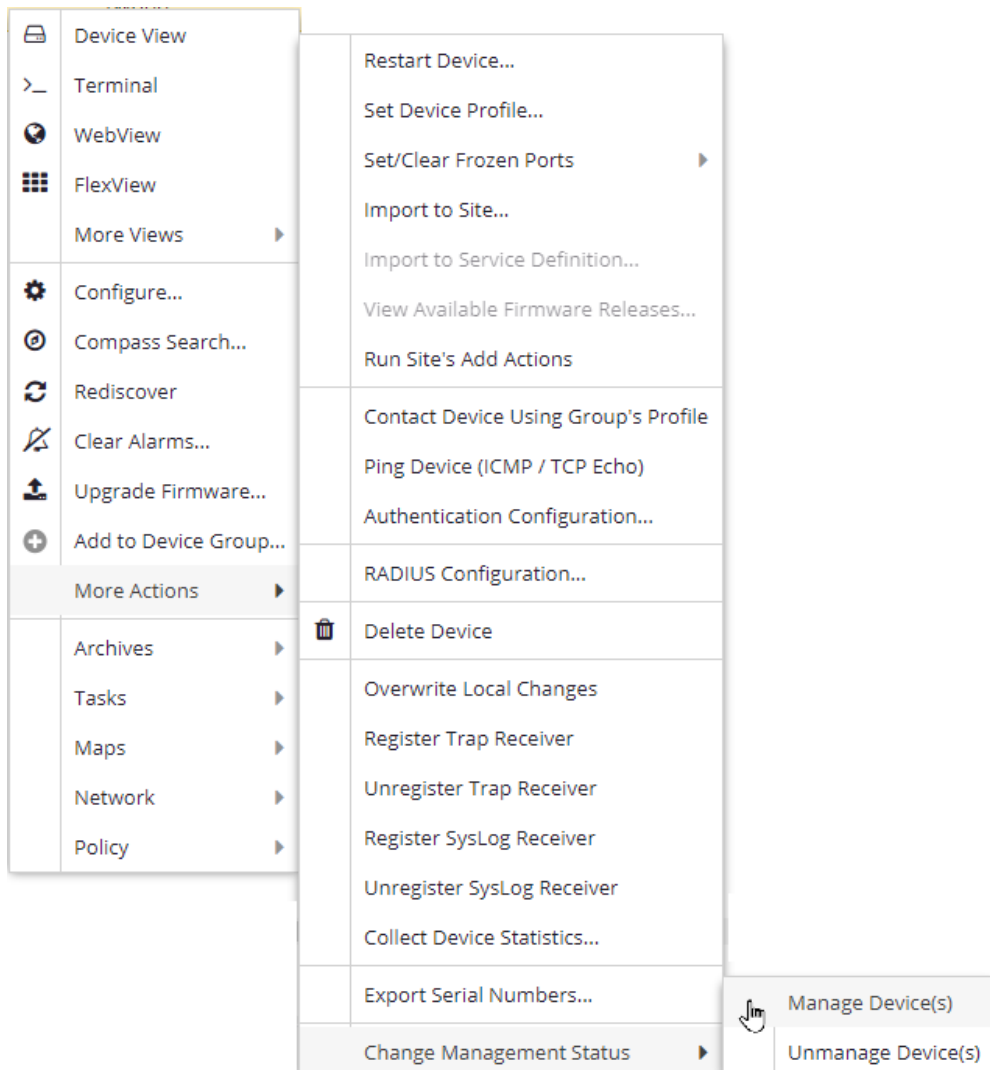 Device View
Terminal
WebView
FlexView
More Views
Configure...
Compass Search...
Rediscover
Clear Alarms...
Upgrade Firmware...
Add to Device Group...
More Actions
Archives
Tasks
Maps
Network
Policy
Restart Device...
Set Device Profile...
Set/Clear Frozen Ports
Import to Site...
Import to Service Definition...
View Available Firmware Releases...
Run Site's Add Actions
Contact Device Using Group's Profile
Ping Device (ICMP / TCP Echo)
Authentication Configuration...
RADIUS Configuration...
Delete Device
Overwrite Local Changes
Register Trap Receiver
Unregister Trap Receiver
Register SysLog Receiver
Unregister SysLog Receiver
Collect Device Statistics...
Export Serial Numbers...
Change Management Status
Manage Device(s)
Unmanage Device(s)